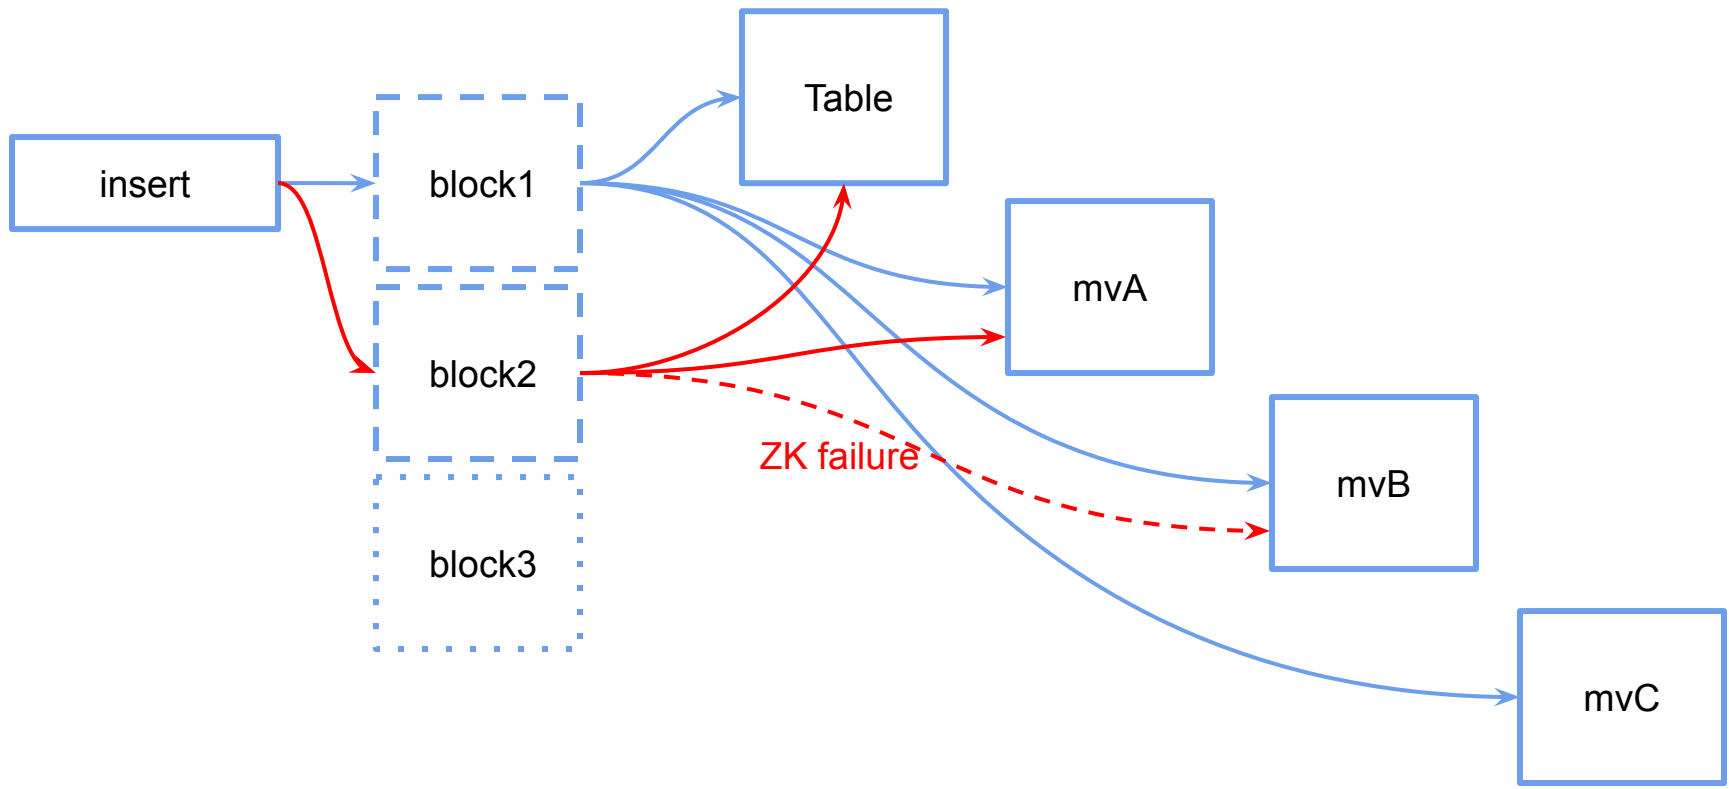 Table
insert
block1
mvA
block2
ZK failure
mvB
block3
mvC